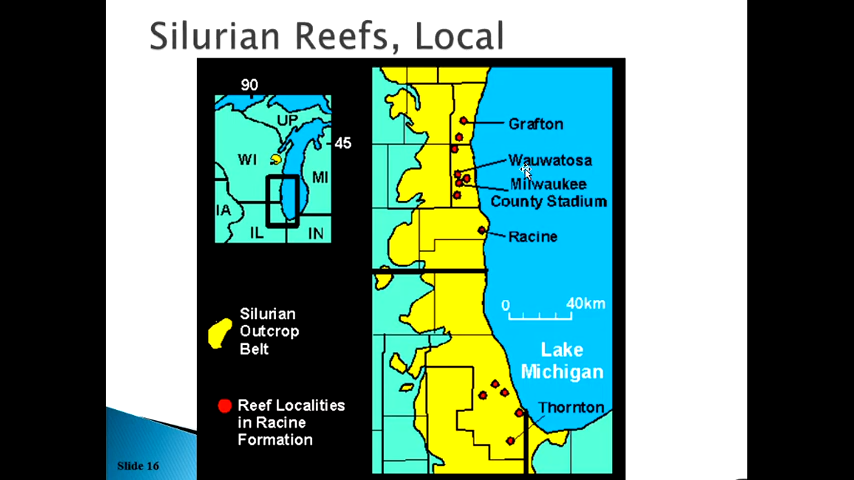 Silurian Reefs, Local
90
UP
45
WI
MI
IA
IL
IN
Grafton
Wauwatosa
Milwaukee
County Stadium
Racine
0
40km
Silurian
Outcrop
Belt
Lake
Michigan
Reef Localities
in Racine
Formation
Thornton
Slide 16